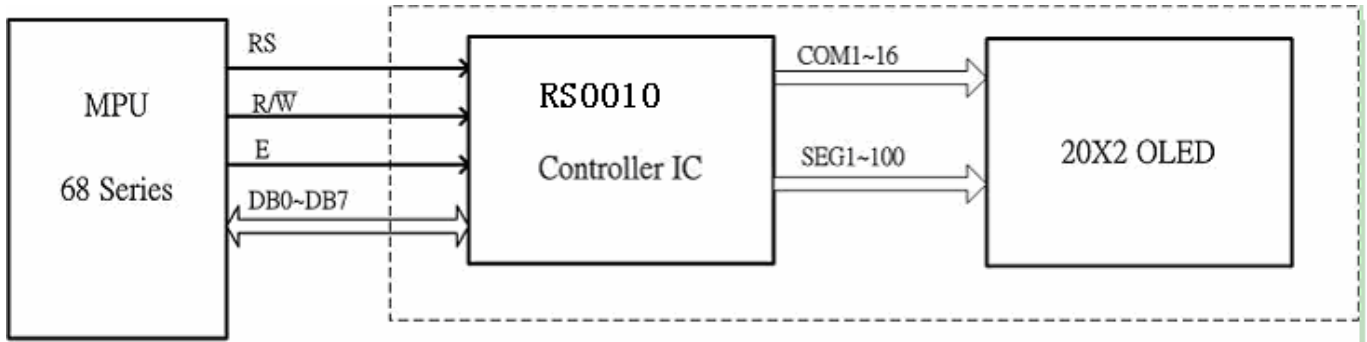 MPU
68 Series
RS
R/W̅
E
DB0~DB7
RS0010
Controller IC
COM1~16
SEG1~100
20X2 OLED